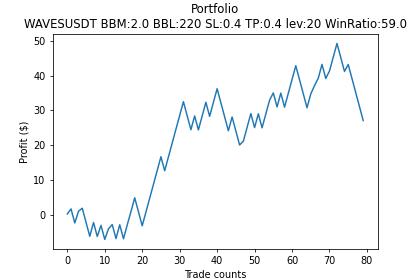 Portfolio
WAVESUSDT BBM:2.0 BBL:220 SL:0.4 TP:0.4 lev:20 WinRatio:59.0
Profit ($)
50
40
30
20
10
0
0 10 20 30 40 50 60 70 80
Trade counts